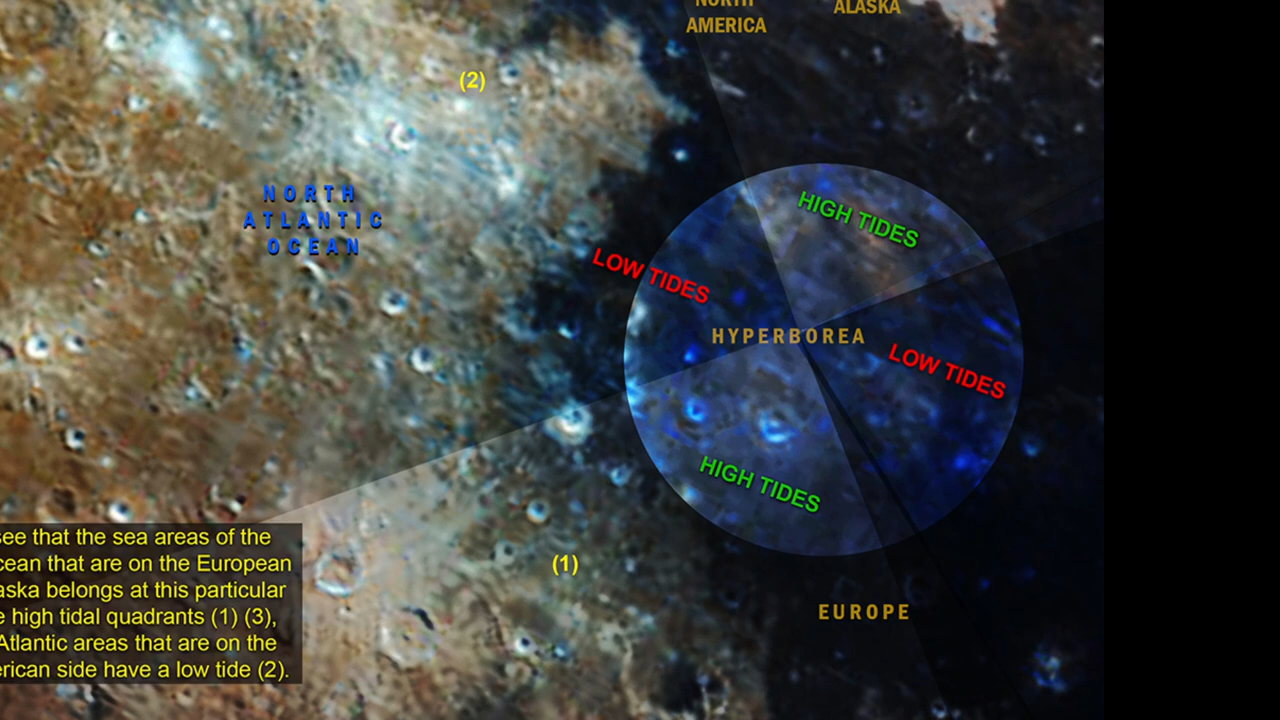 NORTH
AMERICA
ALASKA
(2)
NORTH
ATLANTIC
OCEAN
HIGH TIDES
LOW TIDES
HYPERBOREA
LOW TIDES
HIGH TIDES
(1)
EUROPE
see that the sea areas of the
cean that are on the European
aska belongs at this particular
e high tidal quadrants (1) (3),
Atlantic areas that are on the
erican side have a low tide (2).